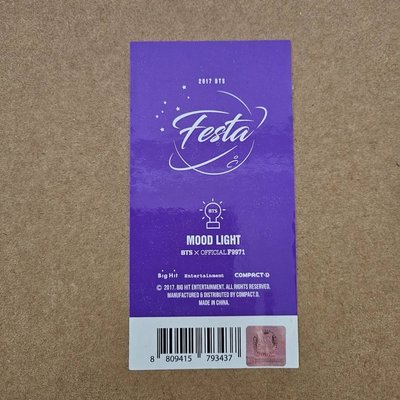 2017 BTS
Festa
BTS
MOOD LIGHT
BTS × OFFICIAL F9971
Big Hit Entertainment COMPACT:D
© 2017. BIG HIT ENTERTAINMENT. ALL RIGHTS RESERVED.
MANUFACTURED & DISTRIBUTED BY COMPACT.D.
MADE IN CHINA.
8 809415 793437